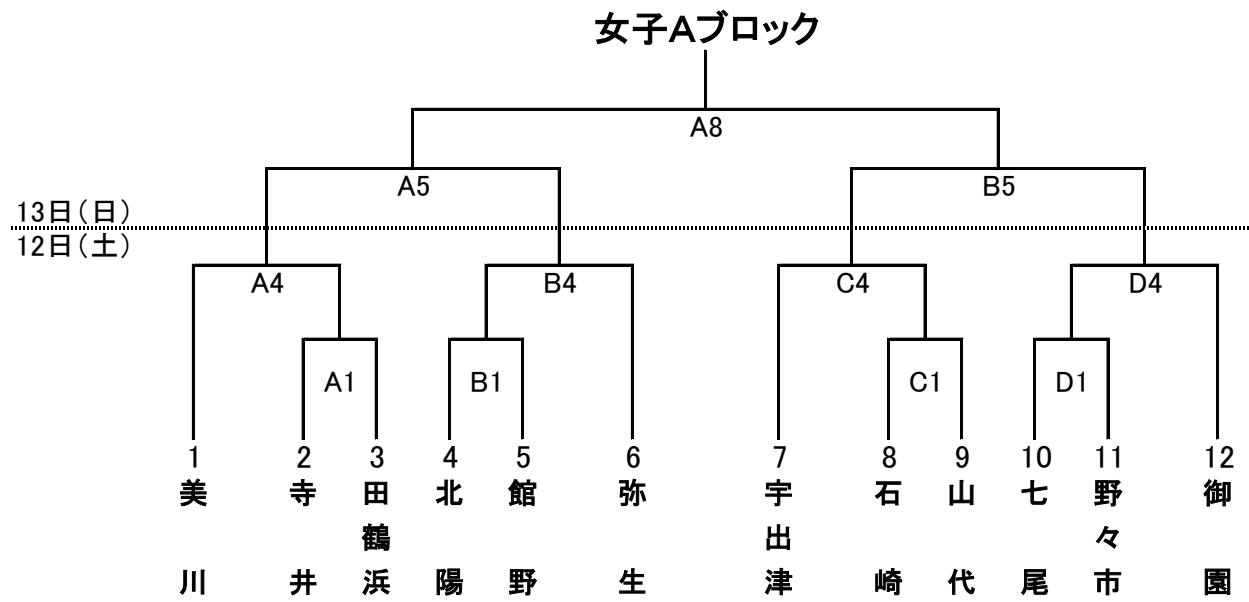 女子Aブロック
A8
A5
B5
13日(日)
12日(土)
A4
B4
C4
D4
A1
B1
C1
D1
1
2
3
4
5
6
7
8
9
10
11
12
美川
寺井
田鶴浜
北陽
館野
弥生
宇出津
石崎
山代
七尾
野々市
御園